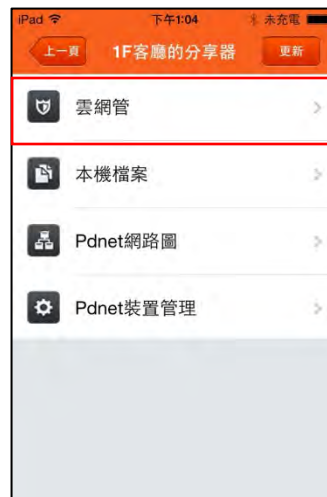 iPad 下午1:04 未充電
上一頁 1F客廳的分享器 更新
雲網管
本機檔案
Pdnet網路圖
Pdnet裝置管理